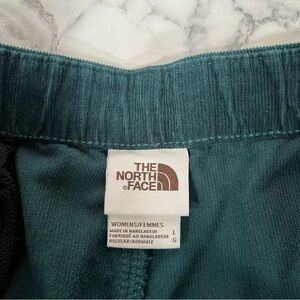 THE
NORTH
FACE
WOMENS/FEMMES
MADE IN BANGLADESH L
FABRIQUÉ AU BANGLADESH G
REGULAR/NORMALE